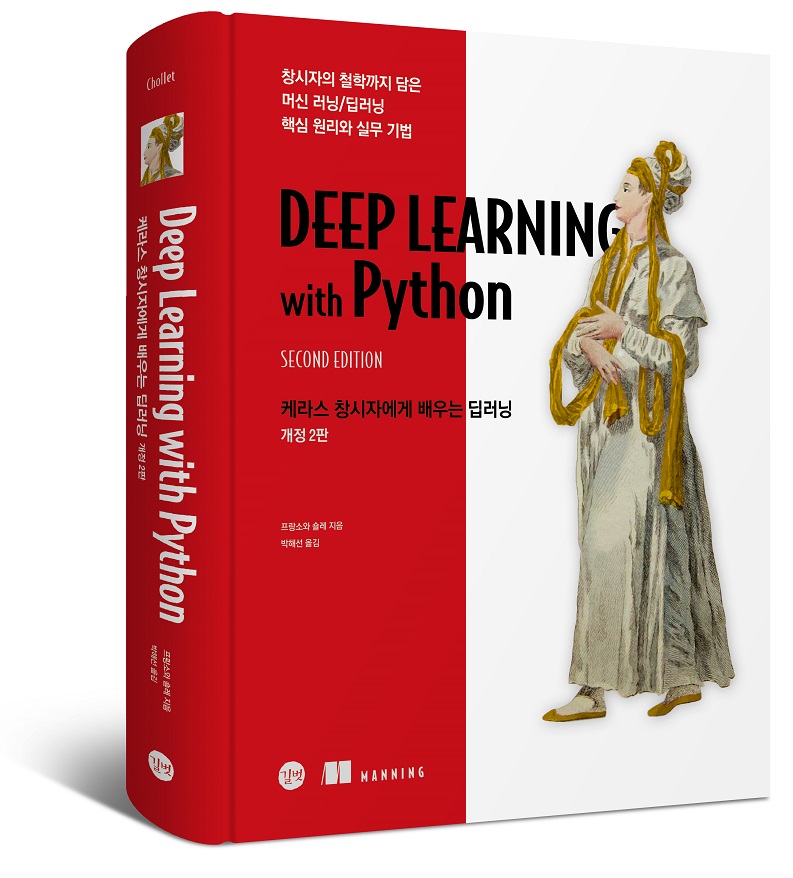 Chollet
Deep Learning with Python
케라스 창시자에게 배우는 딥러닝 개정 2판
프랑소와 숄레 지음
박해선 옮김
길벗
창시자의 철학까지 담은
머신 러닝/딥러닝
핵심 원리와 실무 기법
DEEP LEARNING
with Python
SECOND EDITION
케라스 창시자에게 배우는 딥러닝
개정 2판
프랑소와 숄레 지음
박해선 옮김
길벗 MANNING